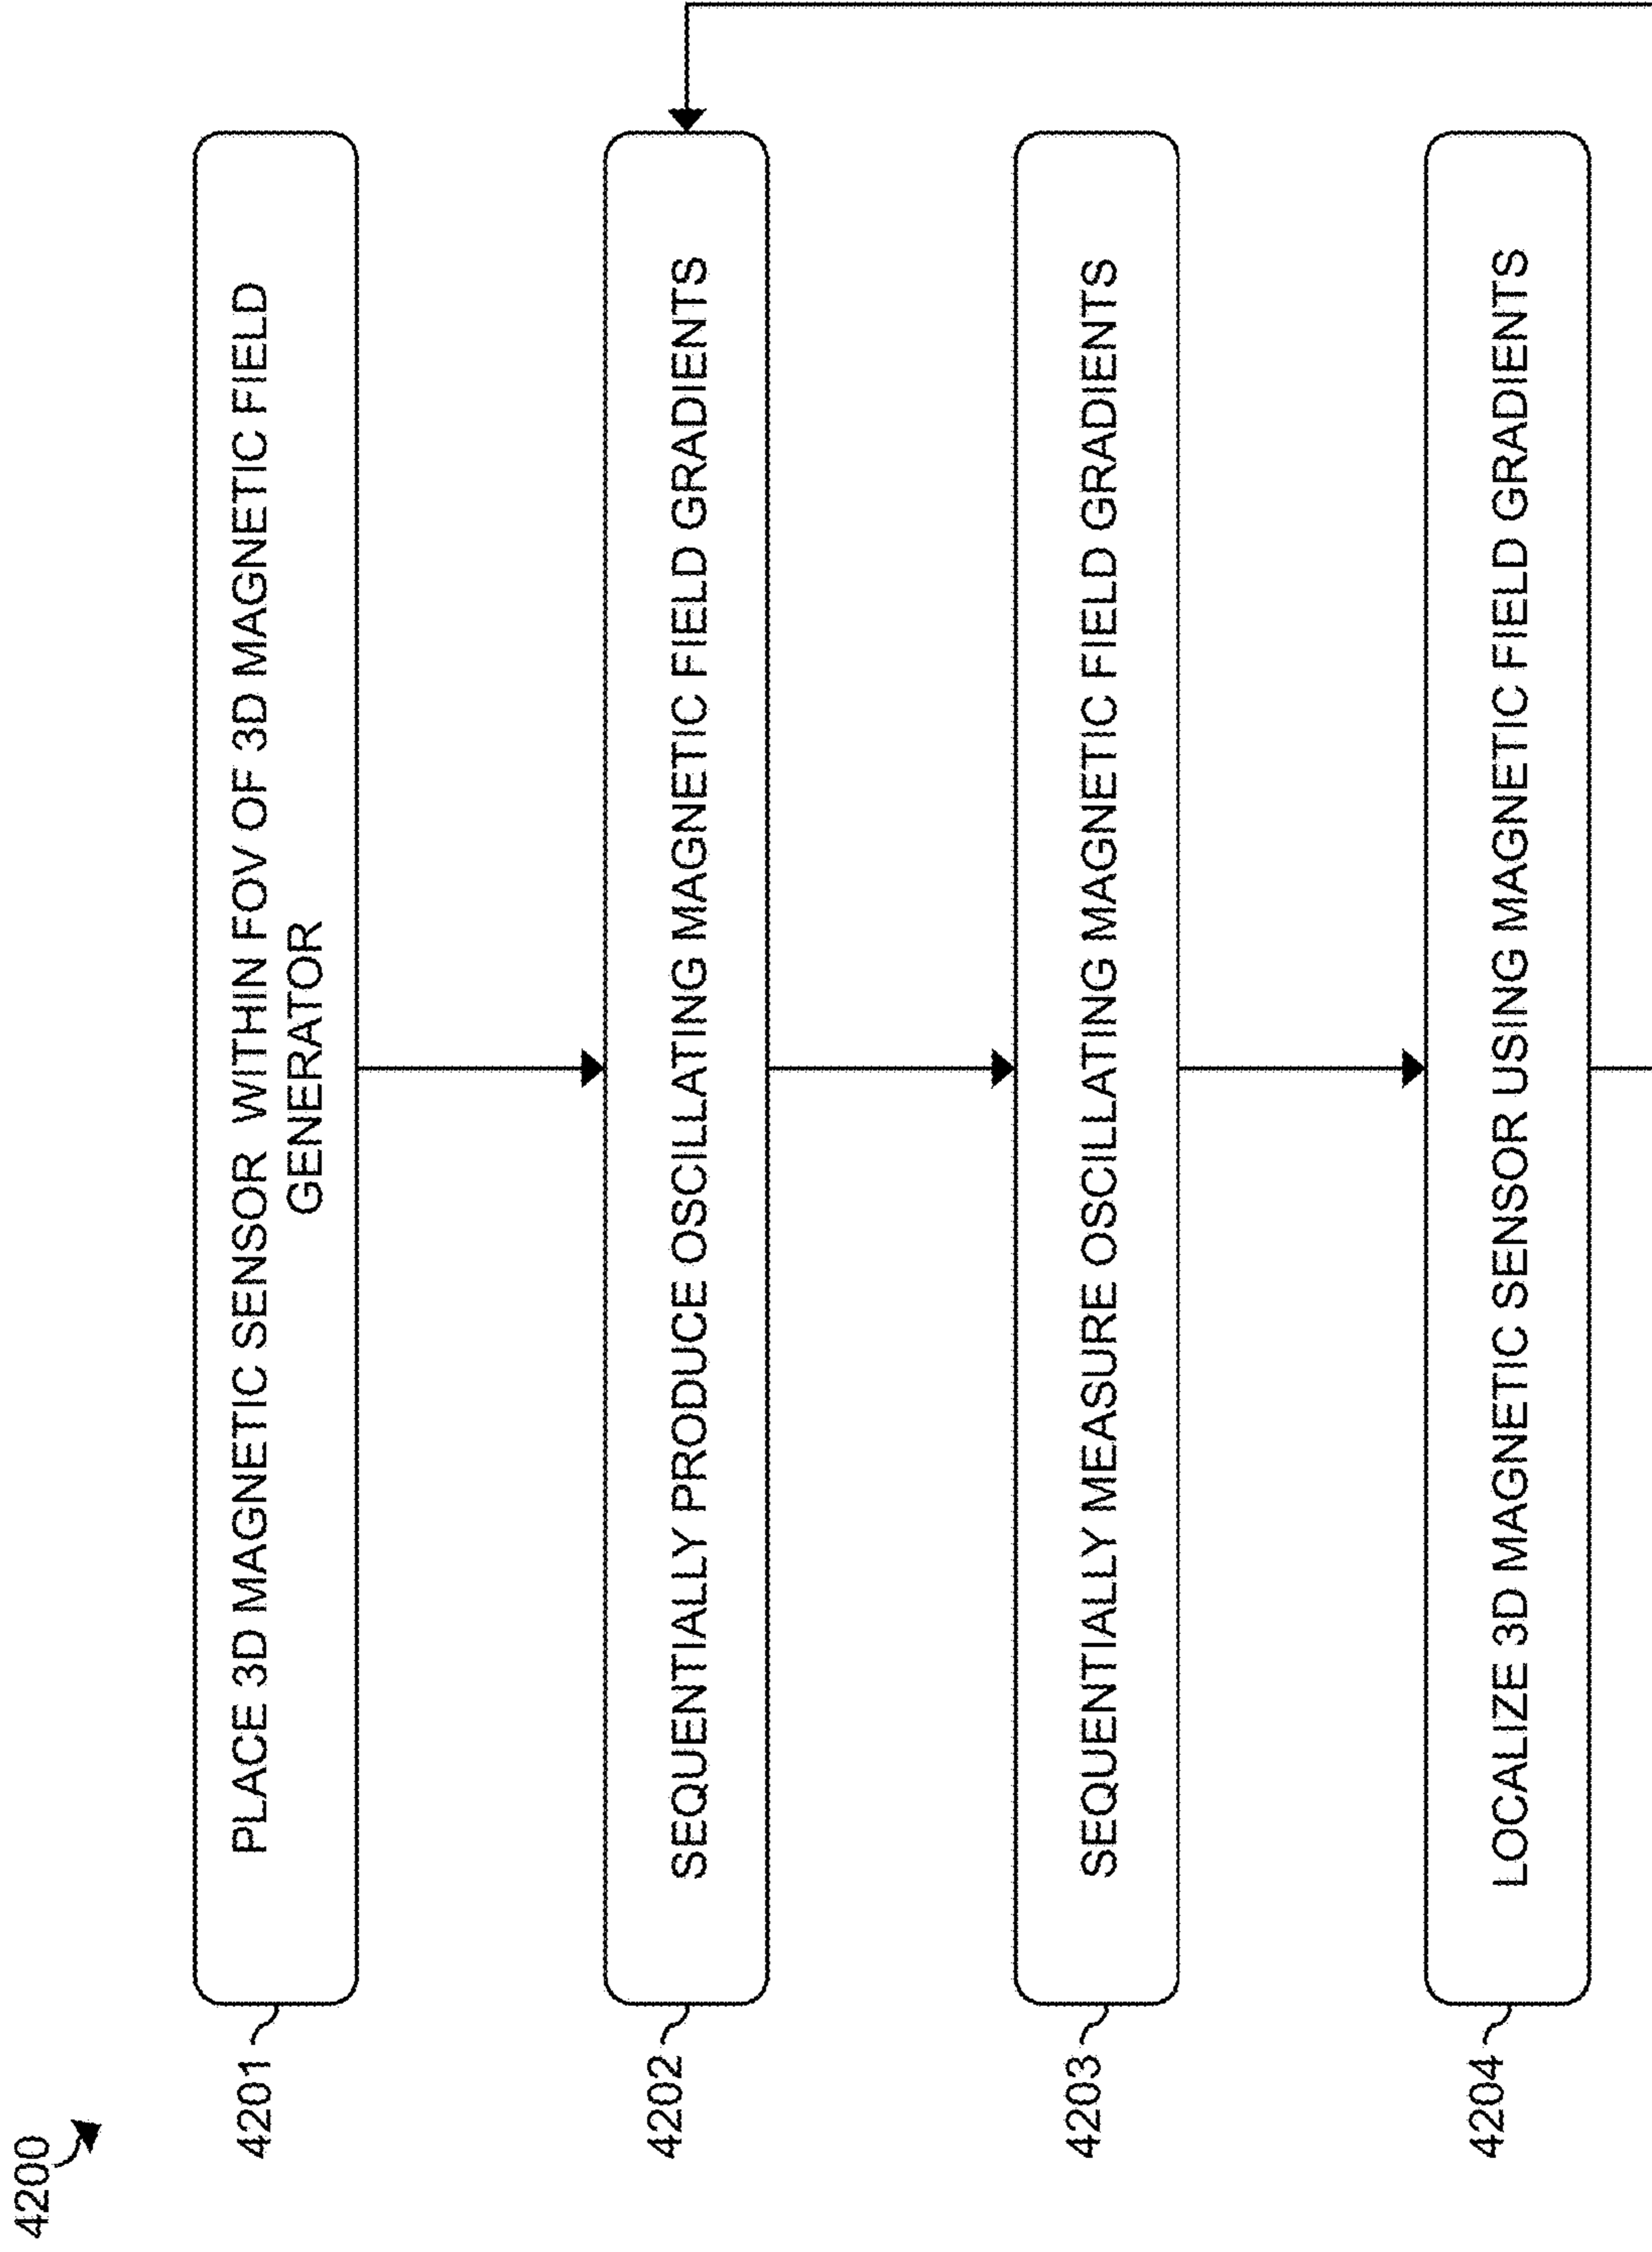 4200
4201
PLACE 3D MAGNETIC SENSOR WITHIN FOV OF 3D MAGNETIC FIELD
GENERATOR
4202
SEQUENTIALLY PRODUCE OSCILLATING MAGNETIC FIELD GRADIENTS
4203
SEQUENTIALLY MEASURE OSCILLATING MAGNETIC FIELD GRADIENTS
4204
LOCALIZE 3D MAGNETIC SENSOR USING MAGNETIC FIELD GRADIENTS